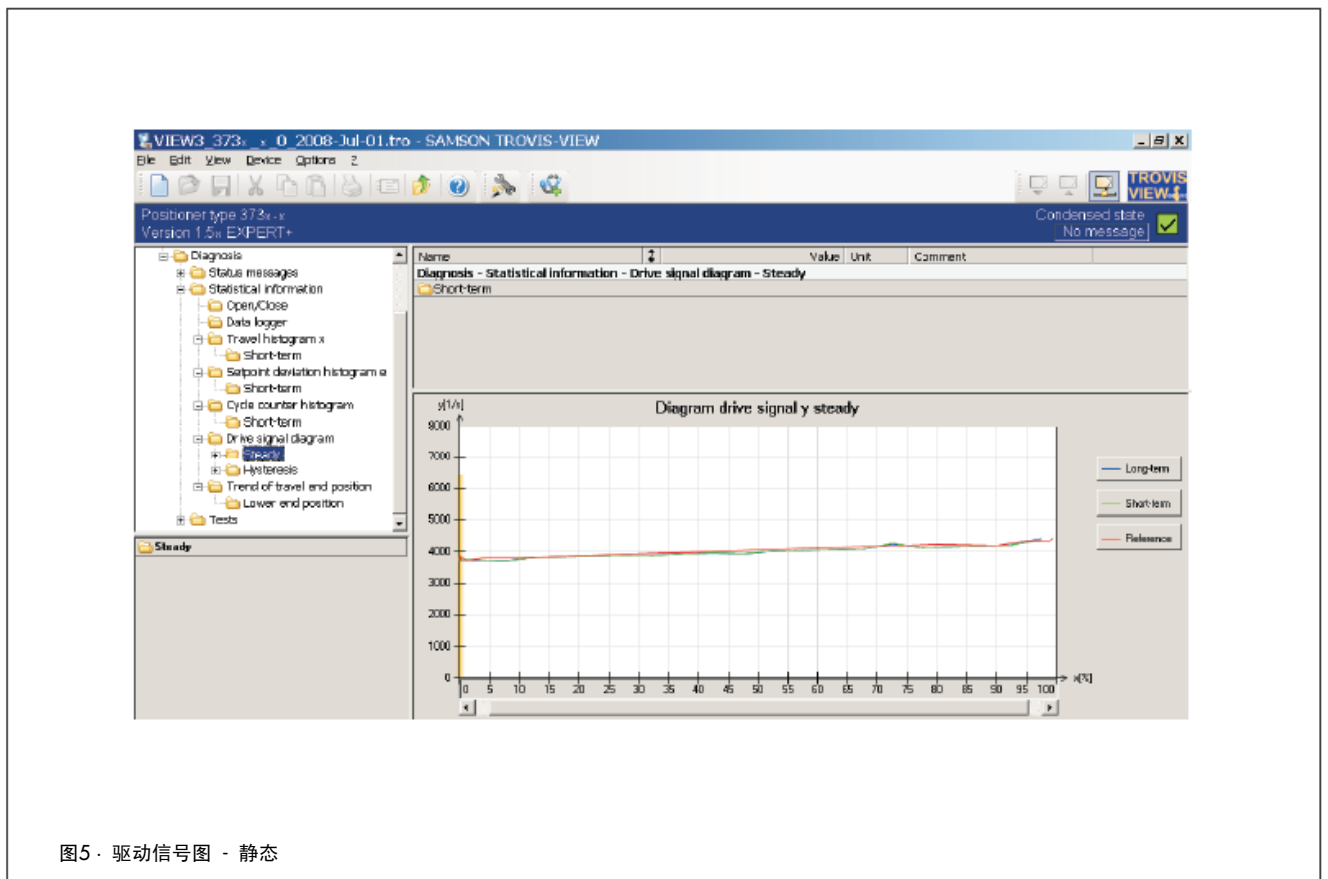 VIEW3_373x_x_0_2008-Jul-01.tro - SAMSON TROVIS-VIEW
File Edit View Device Options ?
TROVIS
VIEW
Positioner type 373x-x
Version 1.5x EXPERT+
Condensed state
No message
Diagnosis
Status messages
Statistical information
Open/Close
Data logger
Travel histogram x
Short-term
Setpoint deviation histogram e
Short-term
Cycle counter histogram
Short-term
Drive signal diagram
Steady
Hysteresis
Trend of travel end position
Lower end position
Tests
Steady
Name Value Unit Comment
Diagnosis - Statistical information - Drive signal diagram - Steady
Short-term
Diagram drive signal y steady
y[1/s]
8000
7000
6000
5000
4000
3000
2000
1000
0
0 5 10 15 20 25 30 35 40 45 50 55 60 65 70 75 80 85 90 95 100
x[%]
Long-term
Short-term
Reference
图5 · 驱动信号图 - 静态